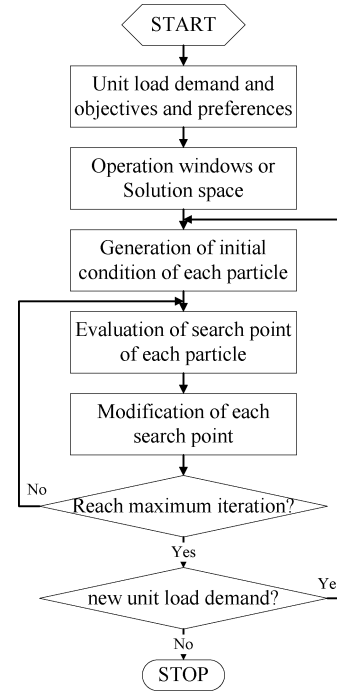 START
Unit load demand and
objectives and preferences
Operation windows or
Solution space
Generation of initial
condition of each particle
Evaluation of search point
of each particle
Modification of each
search point
No
Reach maximum iteration?
Yes
Ye
new unit load demand?
No
STOP